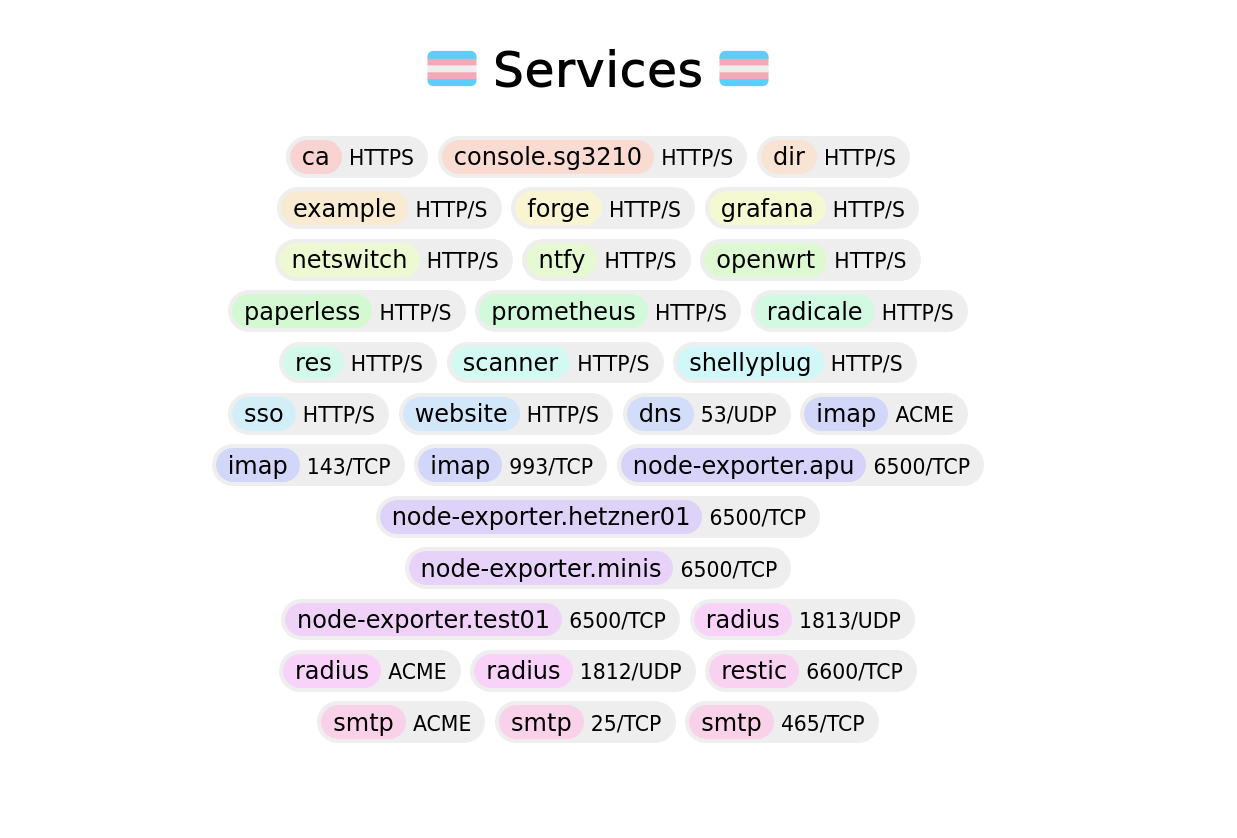 Services
ca HTTPS console.sg3210 HTTP/S dir HTTP/S
example HTTP/S forge HTTP/S grafana HTTP/S
netswitch HTTP/S ntfy HTTP/S openwrt HTTP/S
paperless HTTP/S prometheus HTTP/S radicale HTTP/S
res HTTP/S scanner HTTP/S shellyplug HTTP/S
sso HTTP/S website HTTP/S dns 53/UDP imap ACME
imap 143/TCP imap 993/TCP node-exporter.apu 6500/TCP
node-exporter.hetzner01 6500/TCP
node-exporter.minis 6500/TCP
node-exporter.test01 6500/TCP radius 1813/UDP
radius ACME radius 1812/UDP restic 6600/TCP
smtp ACME smtp 25/TCP smtp 465/TCP